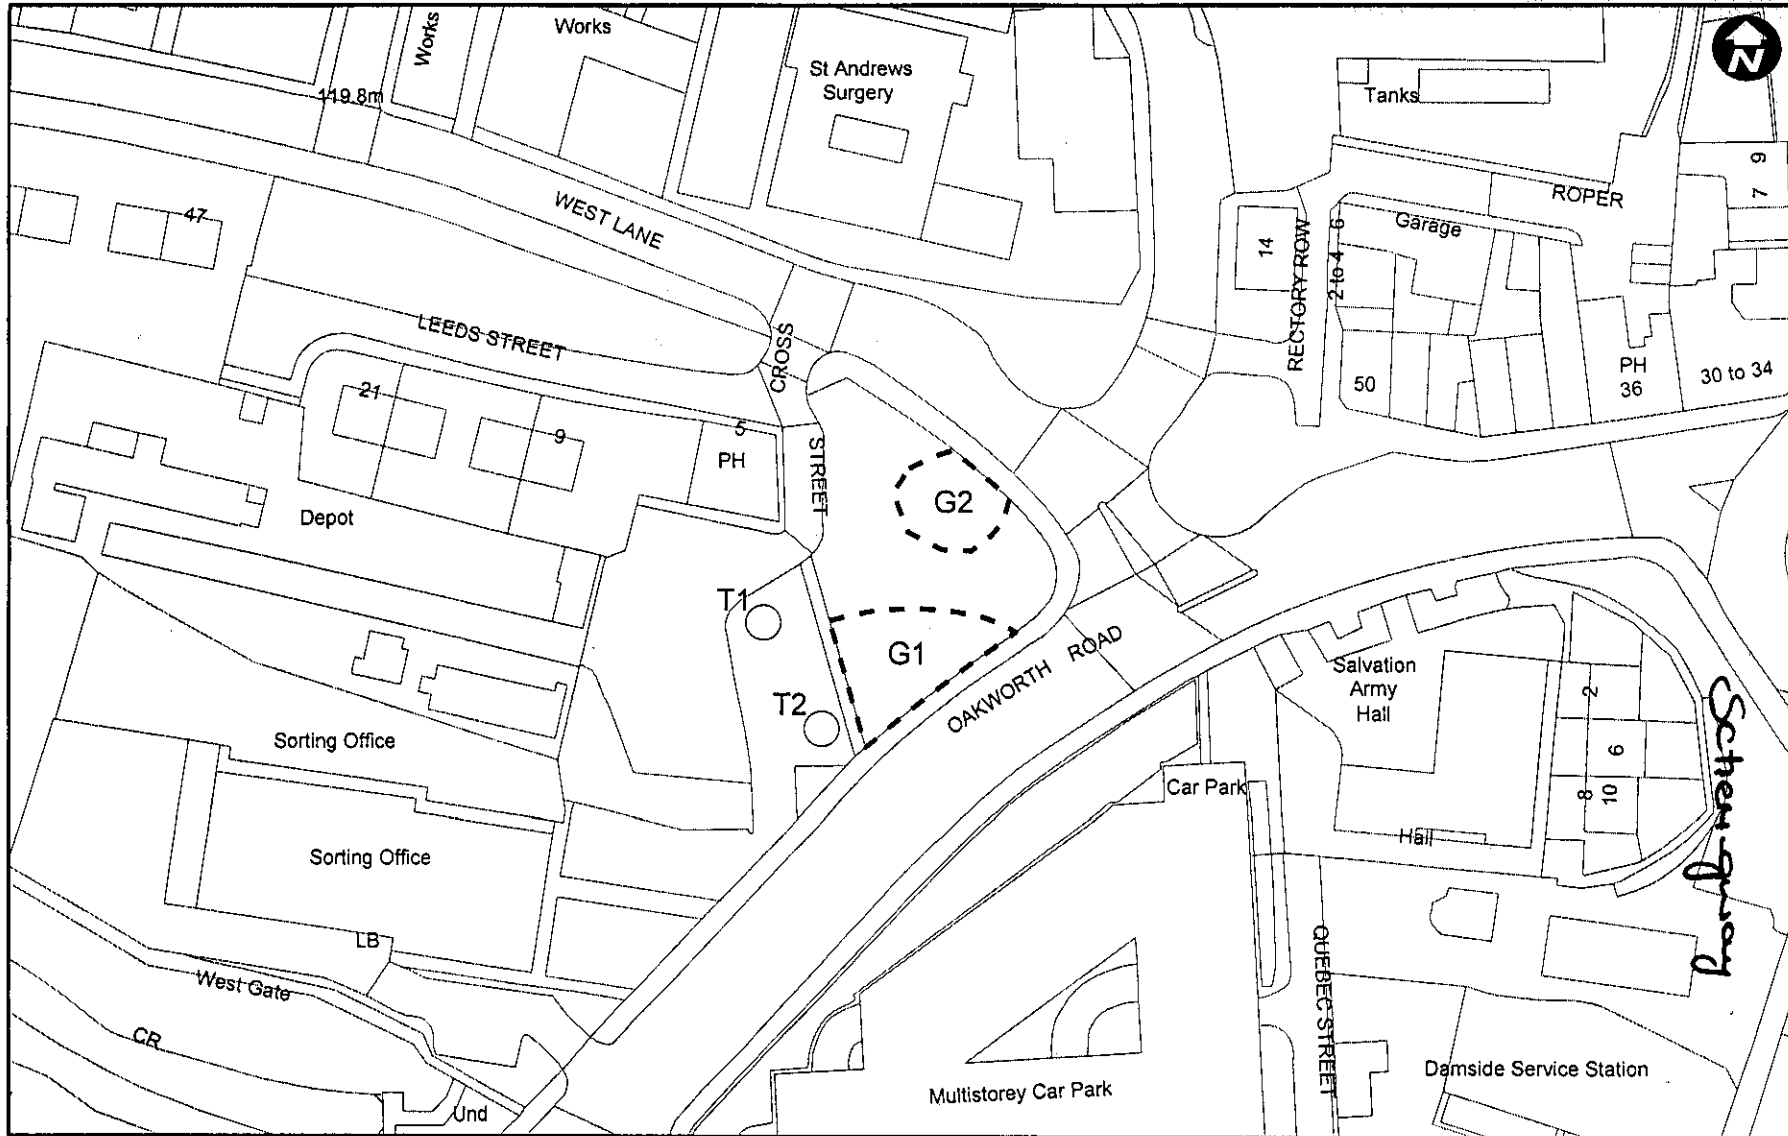 Works
Works
St Andrews
Surgery
N
119.8m
Tanks
9
7
47
WEST LANE
ROPER
Garage
6
2 to 4
14
RECTORY ROW
LEEDS STREET
CROSS
STREET
PH
36
30 to 34
50
21
9
5
PH
G2
Depot
T1
G1
OAKWORTH ROAD
Salvation
Army
Hall
2
6
8
10
T2
Sorting Office
Car Park
Hall
Sorting Office
LB
West Gate
CR
QUEBEC STREET
Damside Service Station
Multistorey Car Park
Und